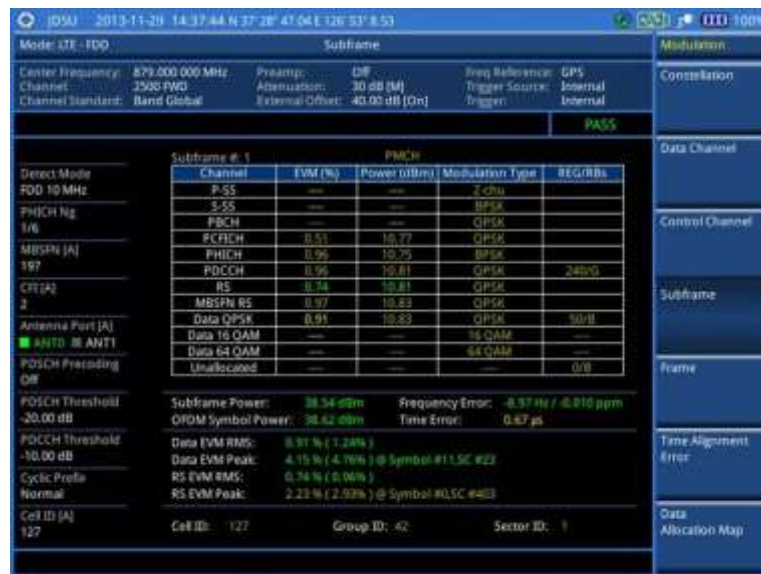 JDSU 2013-11-29 14:37:44 N 37° 28' 47.04 E 126° 53' 8.53 100%
Mode: LTE - FDD Subframe Modulation
Center Frequency: 879.000 000 MHz Preamp: Off Freq Reference: GPS
Channel: 2500 FWD Attenuation: 30 dB [M] Trigger Source: Internal
Channel Standard: Band Global External Offset: 40.00 dB [On] Trigger: Internal
PASS
Constellation
Data Channel
Control Channel
Subframe
Frame
Time Alignment
Error
Data
Allocation Map
Detect Mode
FDD 10 MHz
PHICH Ng
1/6
MBSFN [A]
197
CFI [A]
2
Antenna Port [A]
ANT0 ANT1
PDSCH Precoding
Off
PDSCH Threshold
-20.00 dB
PDCCH Threshold
-10.00 dB
Cyclic Prefix
Normal
Cell ID [A]
127
Subframe #: 1 PMCH
Channel EVM (%) Power (dBm) Modulation Type REG/RBs
P-SS --- --- Z-chu
S-SS --- --- BPSK
PBCH --- --- QPSK
PCFICH 0.51 10.77 QPSK
PHICH 0.96 10.75 BPSK
PDCCH 0.96 10.81 QPSK 240/G
RS 0.74 10.81 QPSK
MBSFN RS 0.97 10.83 QPSK
Data QPSK 0.91 10.83 QPSK 50/B
Data 16 QAM --- --- 16 QAM ---
Data 64 QAM --- --- 64 QAM ---
Unallocated --- --- --- 0/B
Subframe Power: 38.54 dBm Frequency Error: -8.97 Hz / -0.010 ppm
OFDM Symbol Power: 38.62 dBm Time Error: 0.67 µs
Data EVM RMS: 0.91 % ( 1.24% )
Data EVM Peak: 4.15 % ( 4.76% ) @ Symbol #11,SC #23
RS EVM RMS: 0.74 % ( 0.96% )
RS EVM Peak: 2.23 % ( 2.93% ) @ Symbol #0,SC #403
Cell ID: 127 Group ID: 42 Sector ID: 1